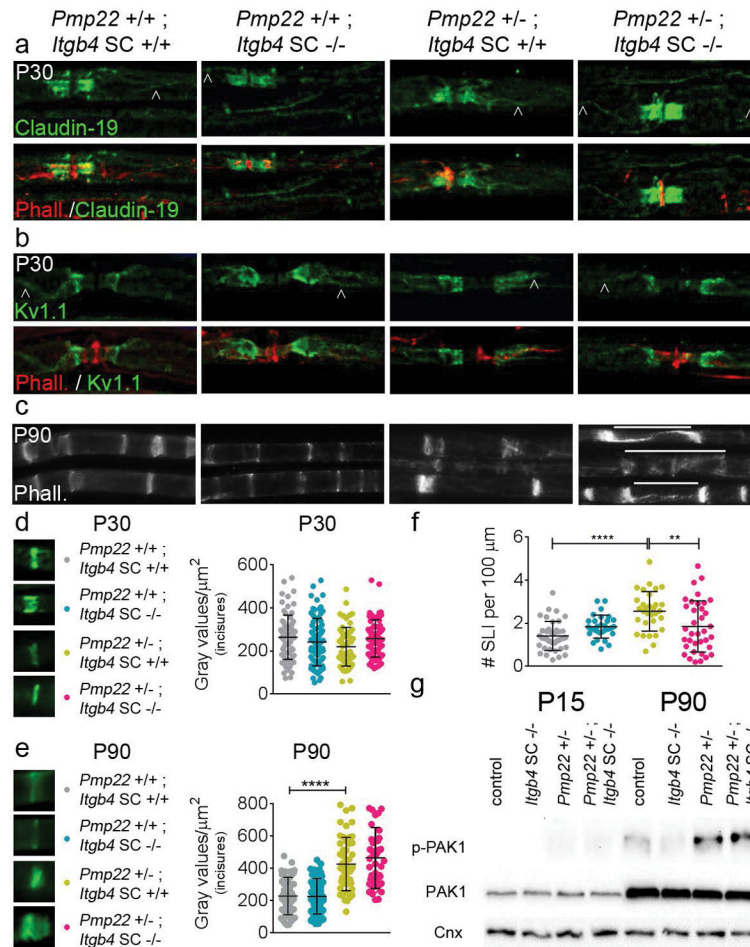 Pmp22 +/+ ;
Itgb4 SC +/+
Pmp22 +/+ ;
Itgb4 SC -/-
Pmp22 +/- ;
Itgb4 SC +/+
Pmp22 +/- ;
Itgb4 SC -/-
a
P30
^
^
^
^
^
Claudin-19
Phall./Claudin-19
b
P30
^
^
^
^
Kv1.1
Phall. / Kv1.1
c
P90
Phall.
d
P30
Pmp22 +/+ ;
Itgb4 SC +/+
Pmp22 +/+ ;
Itgb4 SC -/-
Pmp22 +/- ;
Itgb4 SC +/+
Pmp22 +/- ;
Itgb4 SC -/-
P30
Gray values/µm2
(incisures)
600
400
200
0
e
P90
Pmp22 +/+ ;
Itgb4 SC +/+
Pmp22 +/+ ;
Itgb4 SC -/-
Pmp22 +/- ;
Itgb4 SC +/+
Pmp22 +/- ;
Itgb4 SC -/-
P90
Gray values/µm2
(incisures)
1000
800
600
400
200
0
****
f
# SLI per 100 µm
6
4
2
0
****
**
g
P15
P90
control
Itgb4 SC -/-
Pmp22 +/-
Pmp22 +/- ;
Itgb4 SC -/-
control
Itgb4 SC -/-
Pmp22 +/-
Pmp22 +/- ;
p-PAK1
PAK1
Cnx